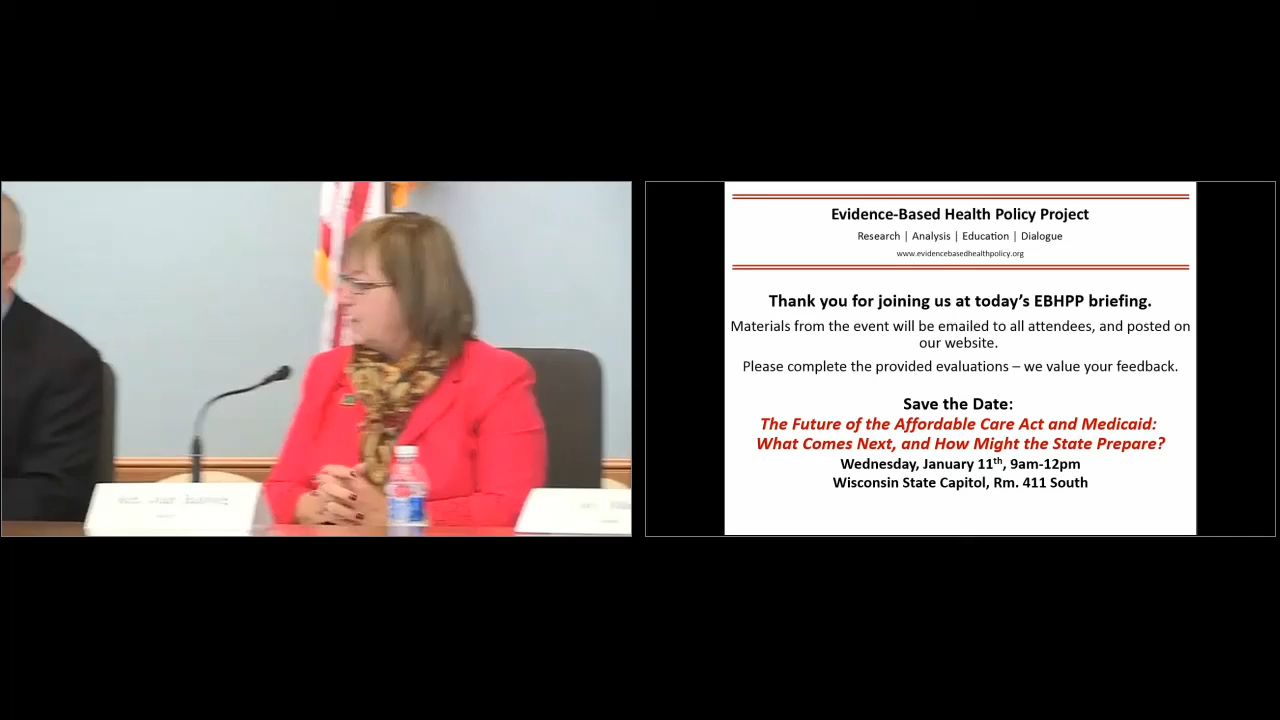 Evidence-Based Health Policy Project
Research | Analysis | Education | Dialogue
www.evidencebasedhealthpolicy.org
Thank you for joining us at today's EBHPP briefing.
Materials from the event will be emailed to all attendees, and posted on
our website.
Please complete the provided evaluations – we value your feedback.
Save the Date:
The Future of the Affordable Care Act and Medicaid:
What Comes Next, and How Might the State Prepare?
Wednesday, January 11th, 9am-12pm
Wisconsin State Capitol, Rm. 411 South